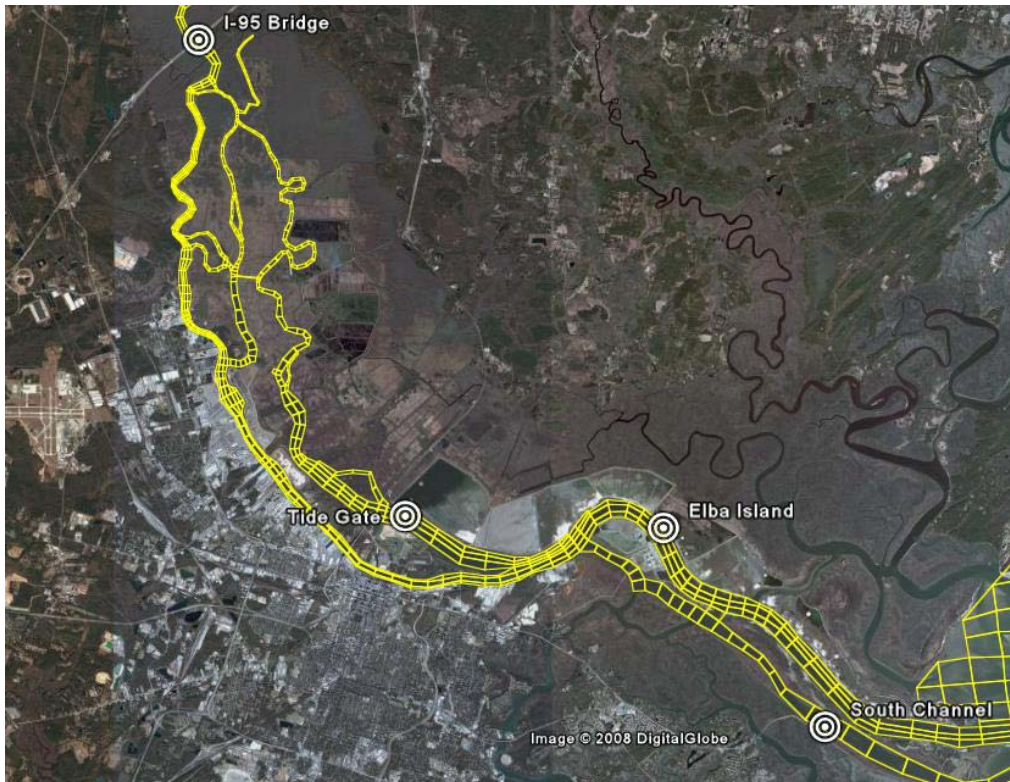 I-95 Bridge
Tide Gate
Elba Island
South Channel
Image © 2008 DigitalGlobe